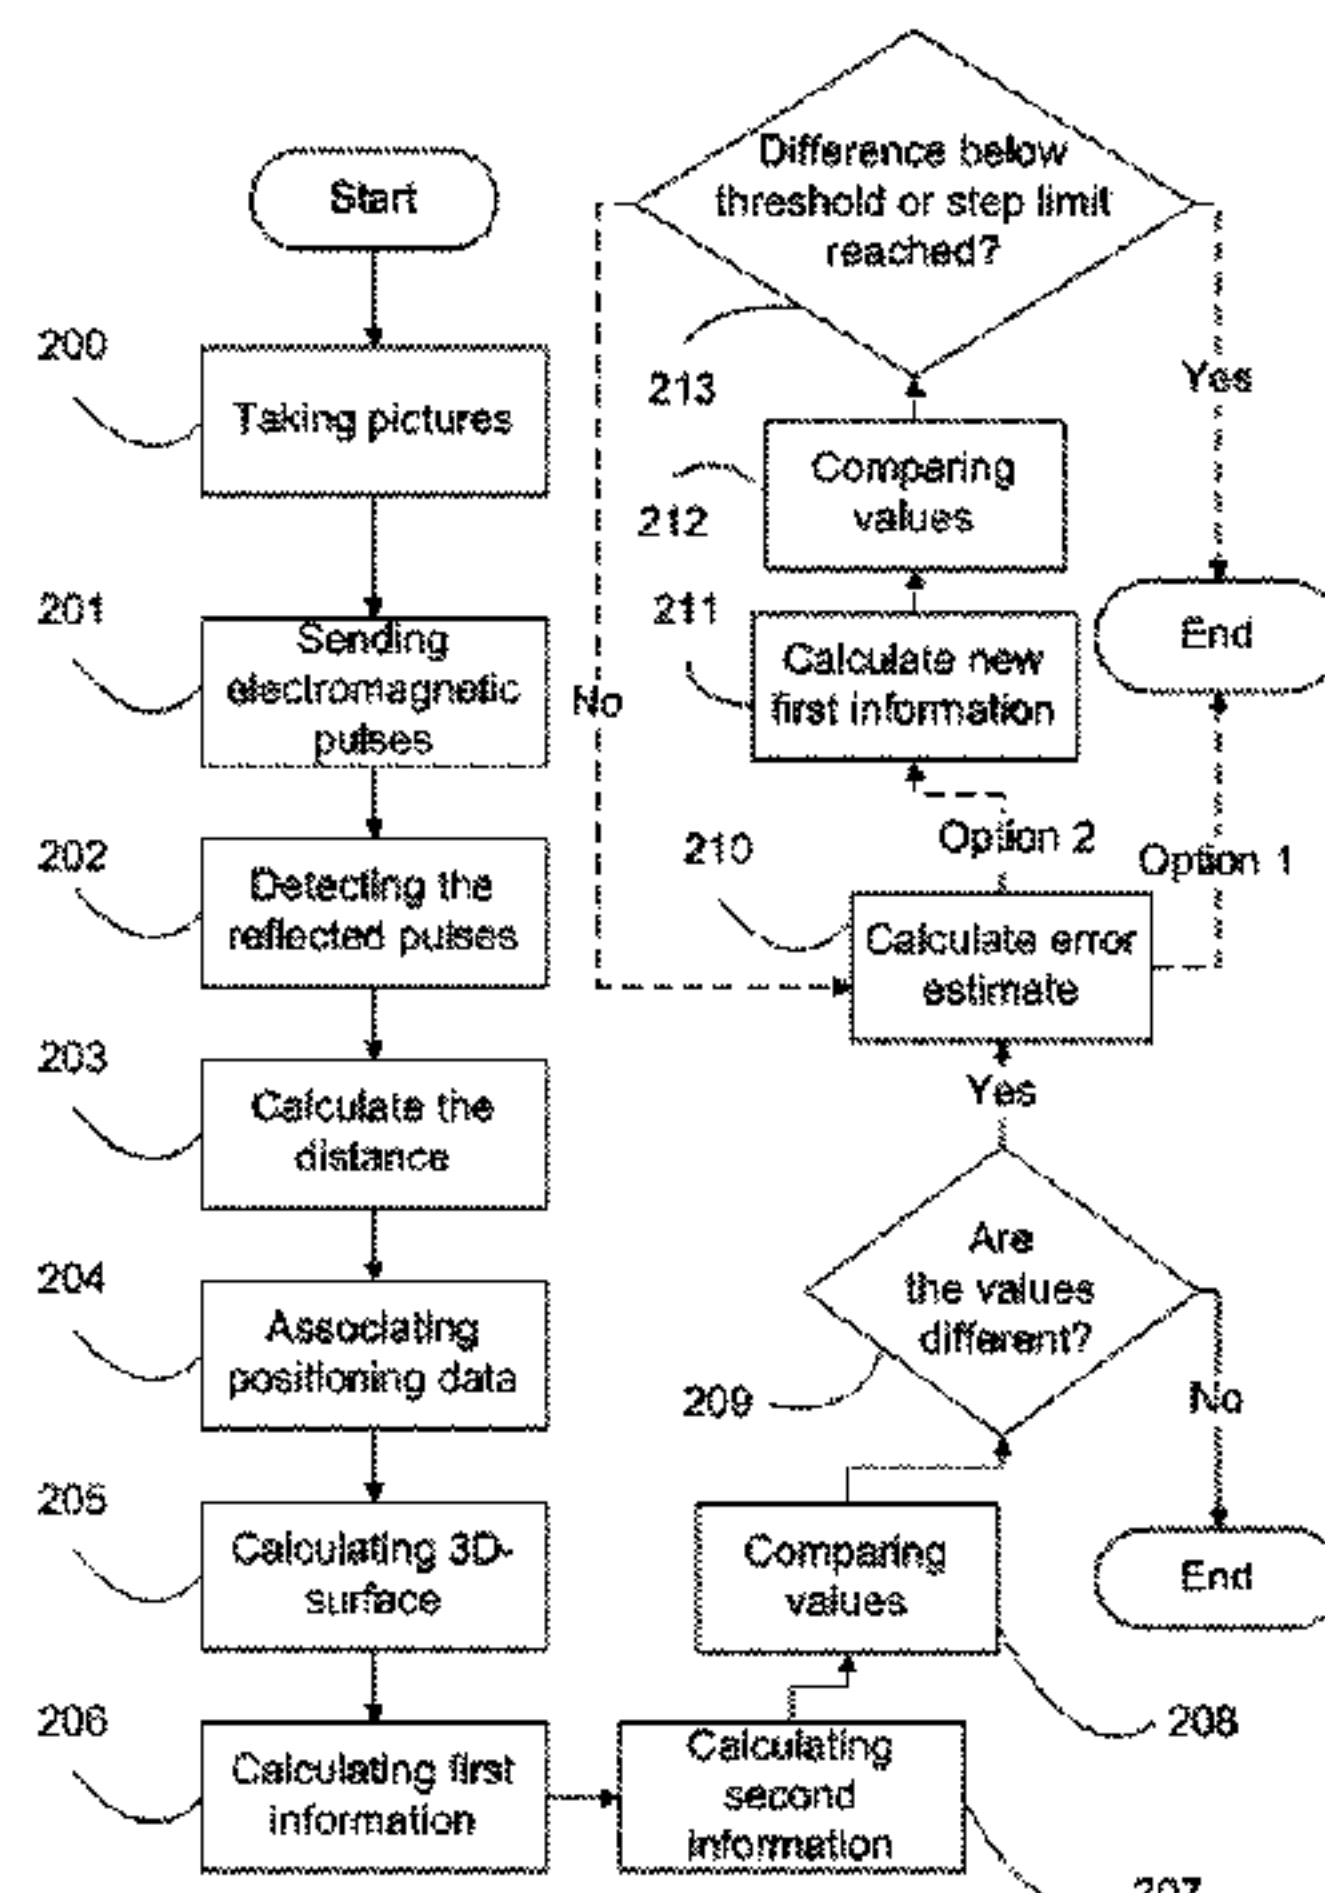 Start
200
Taking pictures
201
Sending
electromagnetic
pulses
202
Detecting the
reflected pulses
203
Calculate the
distance
204
Associating
positioning data
205
Calculating 3D-
surface
206
Calculating first
information
Calculating
second
information
207
Comparing
values
208
Are
the values
different?
209
No
End
Yes
Calculate error
estimate
210
Option 1
Option 2
End
Calculate new
first information
211
Comparing
values
212
Difference below
threshold or step limit
reached?
213
No
Yes